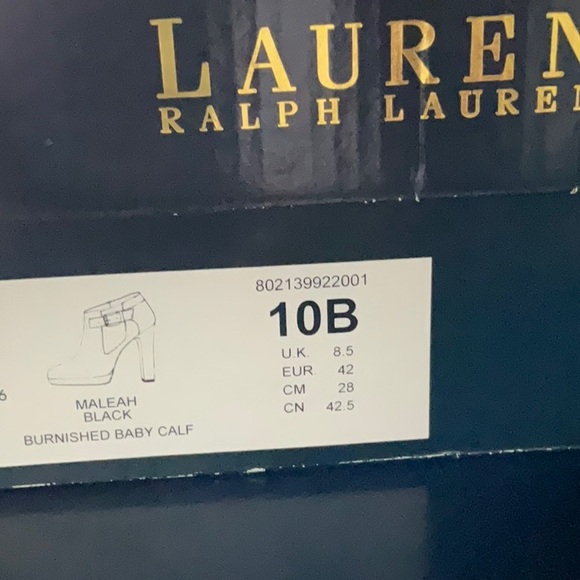 LAUREN
RALPH LAUREN
802139922001
10B
U.K. 8.5
EUR 42
CM 28
CN 42.5
6
MALEAH
BLACK
BURNISHED BABY CALF